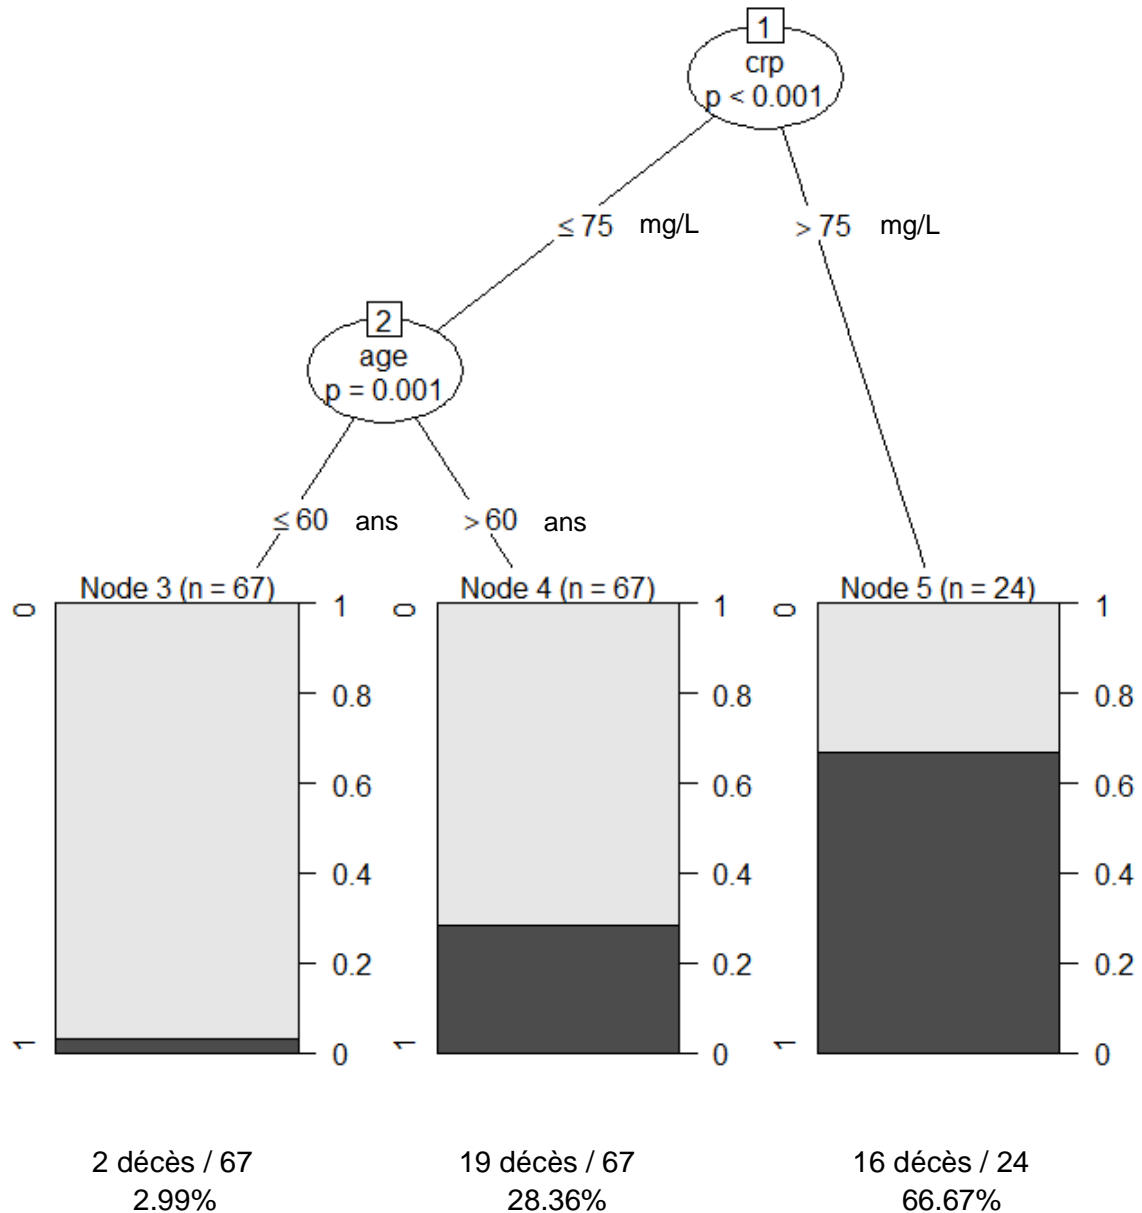 1
crp
p < 0.001
≤ 75 mg/L
> 75 mg/L
2
age
p = 0.001
≤ 60 ans
> 60 ans
Node 3 (n = 67)
0
1
1
0.8
0.6
0.4
0.2
0
Node 4 (n = 67)
0
1
1
0.8
0.6
0.4
0.2
0
Node 5 (n = 24)
0
1
1
0.8
0.6
0.4
0.2
0
2 décès / 67
2.99%
19 décès / 67
28.36%
16 décès / 24
66.67%